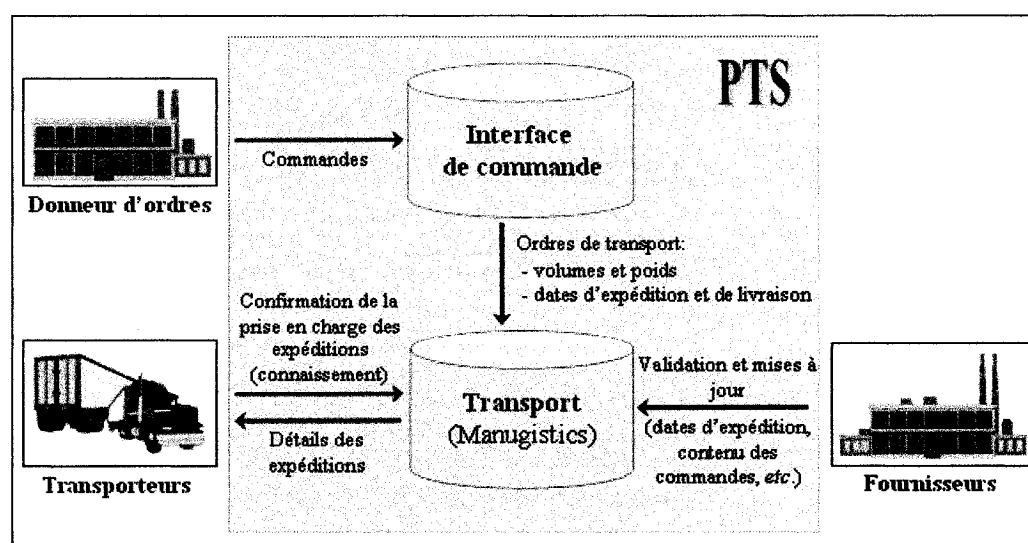 PTS
Interface
de commande
Commandes
Donneur d'ordres
Ordres de transport:
- volumes et poids
- dates d'expédition et de livraison
Confirmation de la
prise en charge des
expéditions
(connaissement)
Transport
(Manugistics)
Validation et mises à
jour
(dates d'expédition,
contenu des
commandes, etc.)
Détails des
expéditions
Transporteurs
Fournisseurs